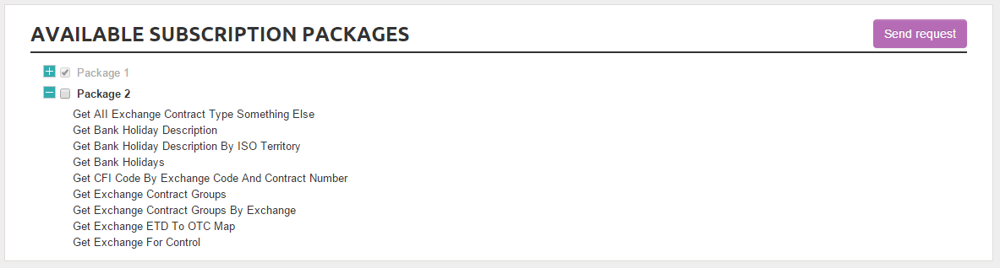 AVAILABLE SUBSCRIPTION PACKAGES
Send request
Package 1
Package 2
Get All Exchange Contract Type Something Else
Get Bank Holiday Description
Get Bank Holiday Description By ISO Territory
Get Bank Holidays
Get CFI Code By Exchange Code And Contract Number
Get Exchange Contract Groups
Get Exchange Contract Groups By Exchange
Get Exchange ETD To OTC Map
Get Exchange For Control